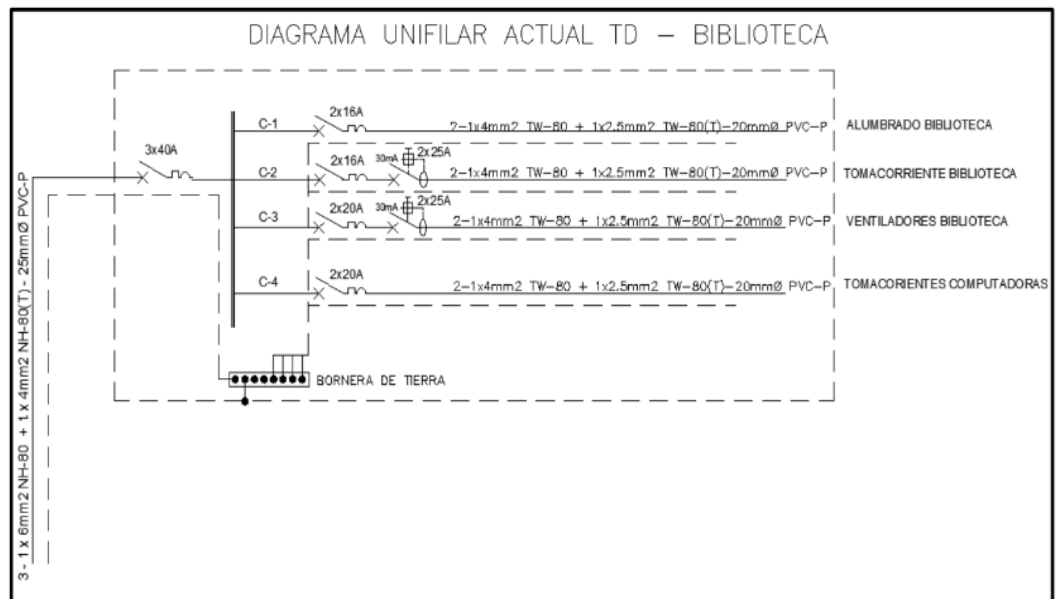 DIAGRAMA UNIFILAR ACTUAL TD – BIBLIOTECA
3x40A
C-1
2x16A
2-1x4mm2 TW-80 + 1x2.5mm2 TW-80(T)-20mmØ PVC-P
ALUMBRADO BIBLIOTECA
C-2
2x16A
30mA
2x25A
2-1x4mm2 TW-80 + 1x2.5mm2 TW-80(T)-20mmØ PVC-P
TOMACORRIENTE BIBLIOTECA
C-3
2x20A
30mA
2x25A
2-1x4mm2 TW-80 + 1x2.5mm2 TW-80(T)-20mmØ PVC-P
VENTILADORES BIBLIOTECA
C-4
2x20A
2-1x4mm2 TW-80 + 1x2.5mm2 TW-80(T)-20mmØ PVC-P
TOMACORIENTES COMPUTADORAS
BORNERA DE TIERRA
3 - 1 x 6mm2 NH-80 + 1 x 4mm2 NH-80(T) - 25mmØ PVC-P